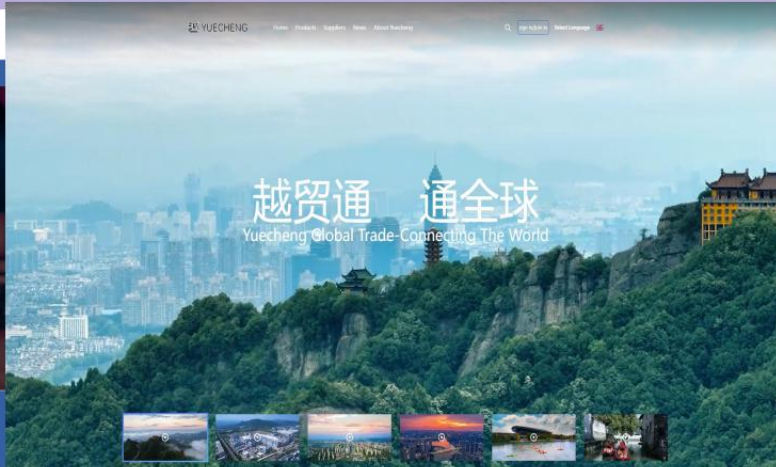 越 YUECHENG
Home Products Suppliers News About Yuecheng
Select Language
越贸通 通全球
Yuecheng Global Trade-Connecting The World